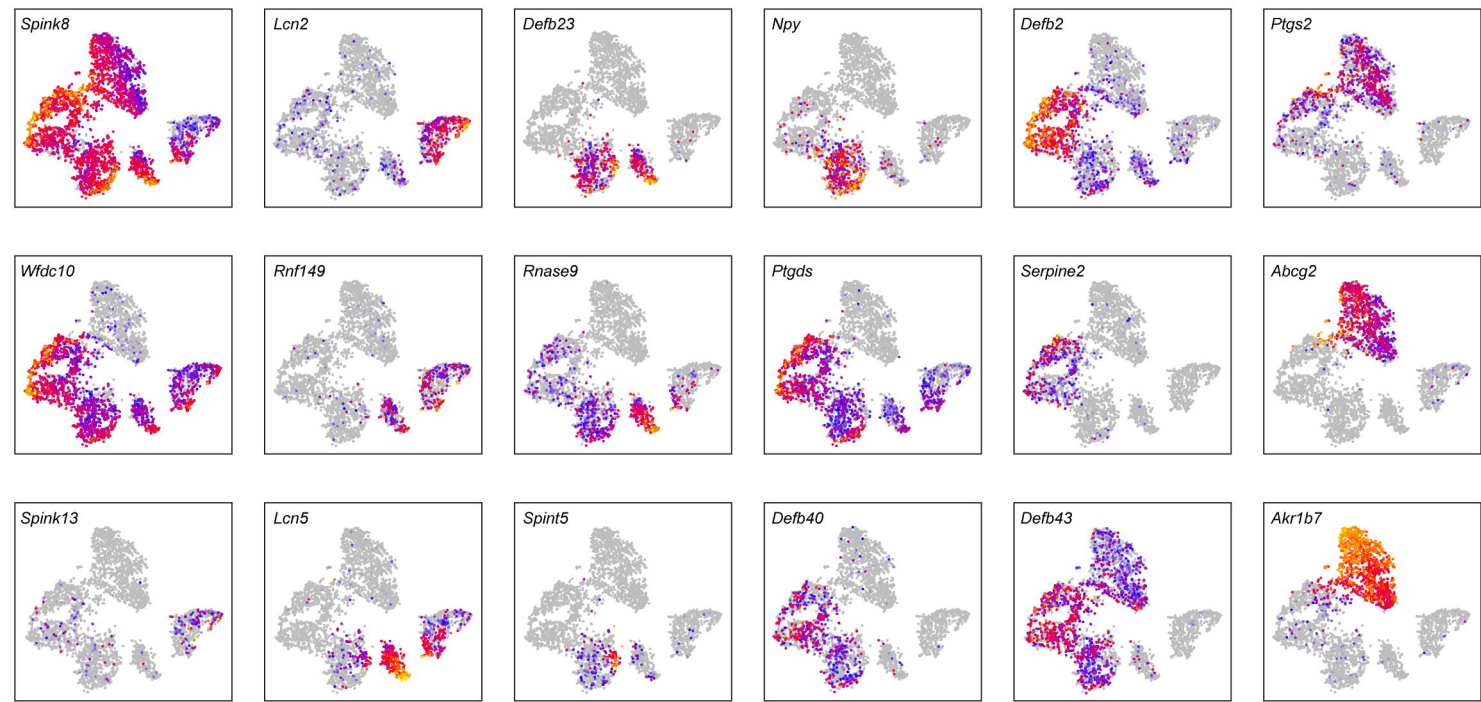 Spink8
Lcn2
Defb23
Npy
Defb2
Ptgs2
Wfdc10
Rnf149
Rnase9
Ptgds
Serpine2
Abcg2
Spink13
Lcn5
Spint5
Defb40
Defb43
Akr1b7